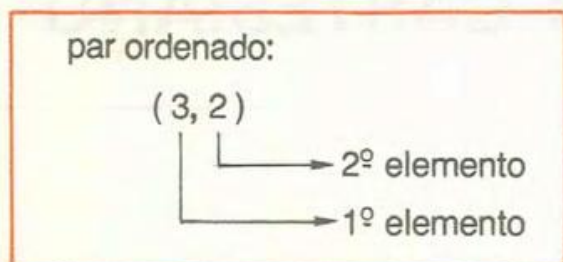 par ordenado:
( 3, 2 )
2º elemento
1º elemento